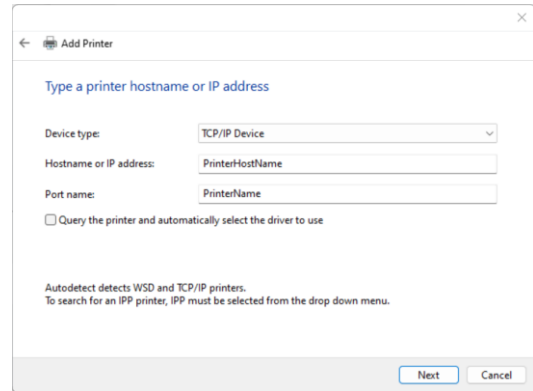 Add Printer
Type a printer hostname or IP address
Device type: TCP/IP Device
Hostname or IP address: PrinterHostName
Port name: PrinterName
Query the printer and automatically select the driver to use
Autodetect detects WSD and TCP/IP printers.
To search for an IPP printer, IPP must be selected from the drop down menu.
Next Cancel